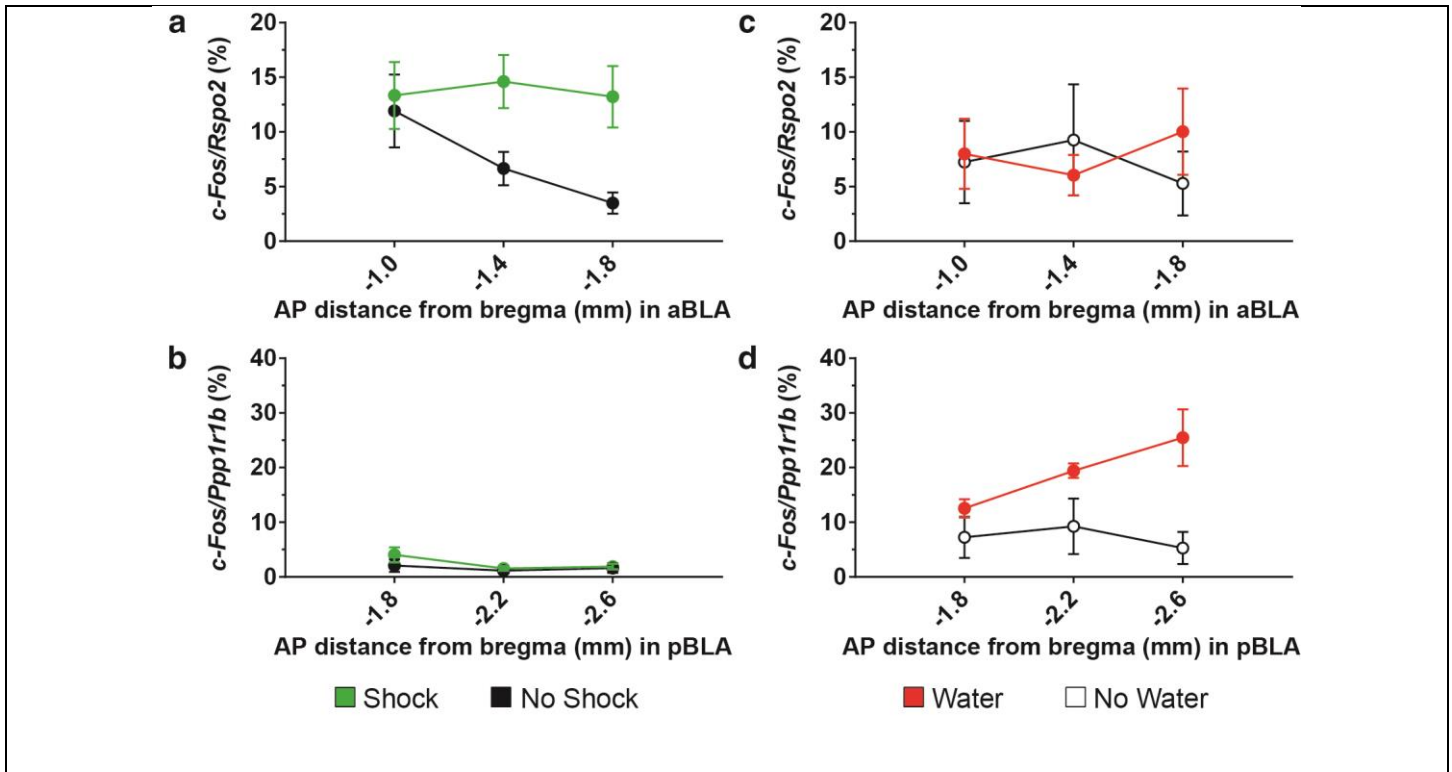 a
20
15
10
5
0
c-Fos/Rspo2 (%)
-1.0
-1.4
-1.8
AP distance from bregma (mm) in aBLA
c
20
15
10
5
0
c-Fos/Rspo2 (%)
-1.0
-1.4
-1.8
AP distance from bregma (mm) in aBLA
b
40
30
20
10
0
c-Fos/Ppp1r1b (%)
-1.8
-2.2
-2.6
AP distance from bregma (mm) in pBLA
d
40
30
20
10
0
c-Fos/Ppp1r1b (%)
-1.8
-2.2
-2.6
AP distance from bregma (mm) in pBLA
Shock No Shock
Water No Water